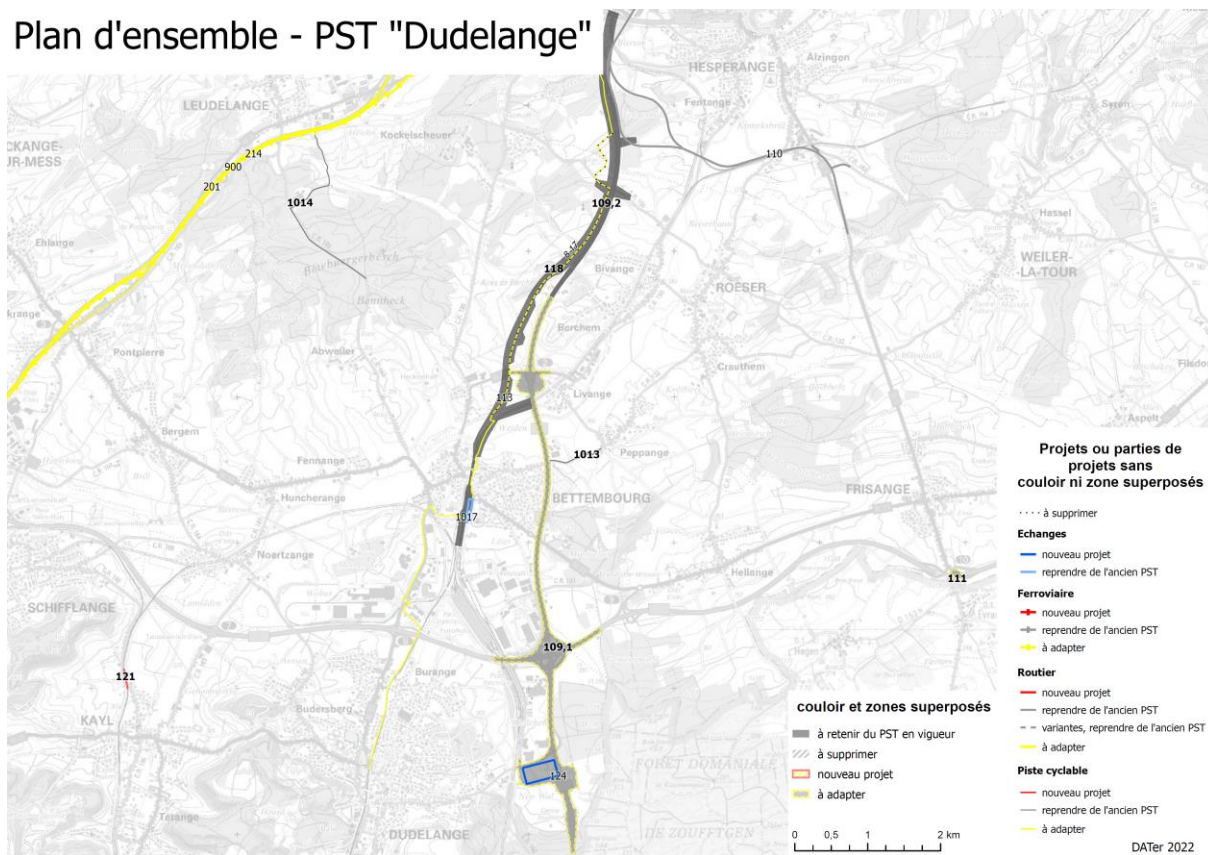 Plan d'ensemble - PST "Dudelange"
HESPERANGE
Alzingen
Fentange
LEUDELANGE
Kockelscheuer
Syren
214
900
201
110
1014
109,2
Hassel
Ehlange
118
Bivange
WEILER-
LA-TOUR
ROESER
Pontpierre
Abweiler
Berchem
Crauthem
113
Livange
Aspelt
Bergem
1013
Peppange
Fennange
BETTEMBOURG
FRISANGE
Huncherange
1017
Noertzange
Hellange
111
SCHIFFLANGE
109,1
121
Burange
KAYL
Budersberg
124
FORÊT DOMANIALE
DE ZOUFFTGEN
Tétange
DUDELANGE
couloir et zones superposés
à retenir du PST en vigueur
à supprimer
nouveau projet
à adapter
0 0,5 1 2 km
Projets ou parties de
projets sans
couloir ni zone superposés
à supprimer
Echanges
nouveau projet
reprendre de l'ancien PST
Ferroviaire
nouveau projet
reprendre de l'ancien PST
à adapter
Routier
nouveau projet
reprendre de l'ancien PST
variantes, reprendre de l'ancien PST
à adapter
Piste cyclable
nouveau projet
reprendre de l'ancien PST
à adapter
DATer 2022